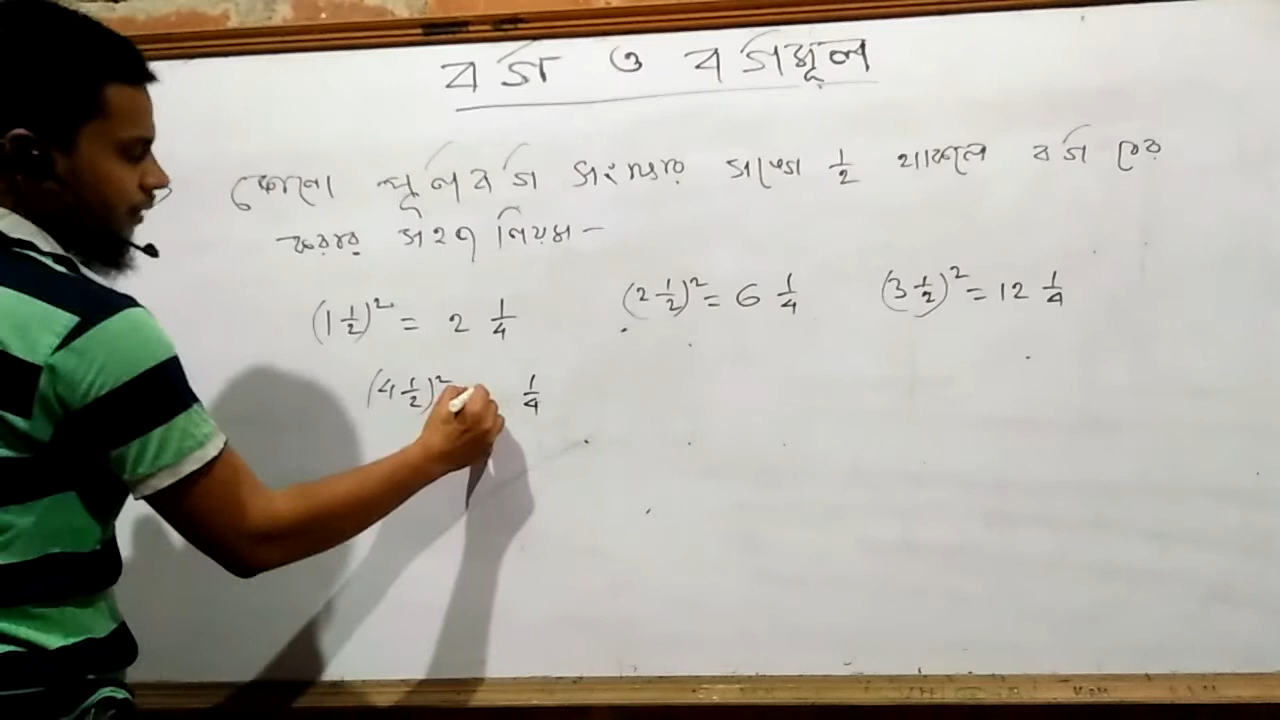 বর্গ ও বর্গমূল
কোনো পূর্নবর্গ সংখ্যার সাথে 1/2 থাকলে বর্গ বের
করার সহজ নিয়ম –
(1 1/2)² = 2 1/4 (2 1/2)² = 6 1/4 (3 1/2)² = 12 1/4
(4 1/2)² 1/4